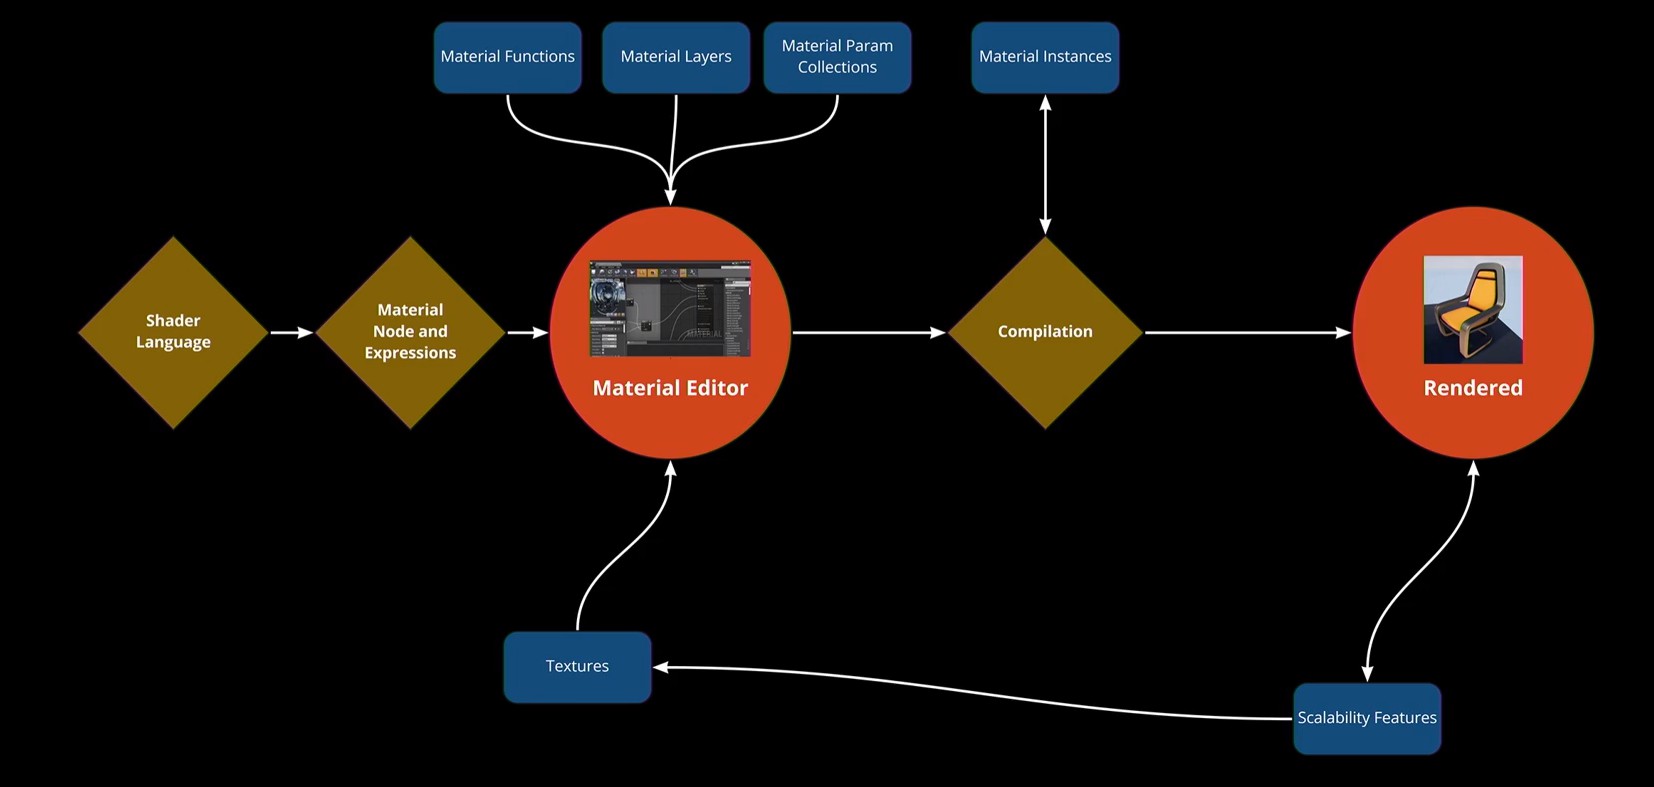 Material Functions
Material Layers
Material Param
Collections
Material Instances
Shader
Language
Material
Node and
Expressions
Material Editor
Compilation
Rendered
Textures
Scalability Features